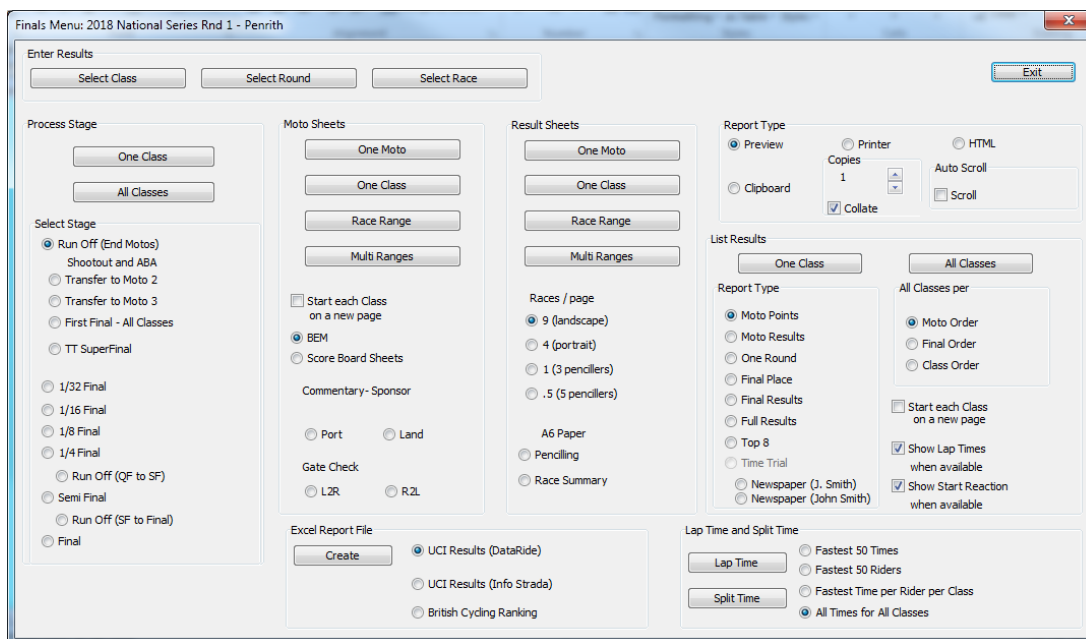 Finals Menu: 2018 National Series Rnd 1 - Penrith
Enter Results
Select Class
Select Round
Select Race
Exit
Process Stage
One Class
All Classes
Select Stage
Run Off (End Motos)
Shootout and ABA
Transfer to Moto 2
Transfer to Moto 3
First Final - All Classes
TT SuperFinal
1/32 Final
1/16 Final
1/8 Final
1/4 Final
Run Off (QF to SF)
Semi Final
Run Off (SF to Final)
Final
Moto Sheets
One Moto
One Class
Race Range
Multi Ranges
Start each Class
on a new page
BEM
Score Board Sheets
Commentary- Sponsor
Port
Land
Gate Check
L2R
R2L
Result Sheets
One Moto
One Class
Race Range
Multi Ranges
Races / page
9 (landscape)
4 (portrait)
1 (3 pencillers)
.5 (5 pencillers)
A6 Paper
Pencilling
Race Summary
Report Type
Preview
Printer
HTML
Clipboard
Copies
1
Collate
Auto Scroll
Scroll
List Results
One Class
All Classes
Report Type
Moto Points
Moto Results
One Round
Final Place
Final Results
Full Results
Top 8
Time Trial
Newspaper (J. Smith)
Newspaper (John Smith)
All Classes per
Moto Order
Final Order
Class Order
Start each Class
on a new page
Show Lap Times
when available
Show Start Reaction
when available
Excel Report File
Create
UCI Results (DataRide)
UCI Results (Info Strada)
British Cycling Ranking
Lap Time and Split Time
Lap Time
Split Time
Fastest 50 Times
Fastest 50 Riders
Fastest Time per Rider per Class
All Times for All Classes